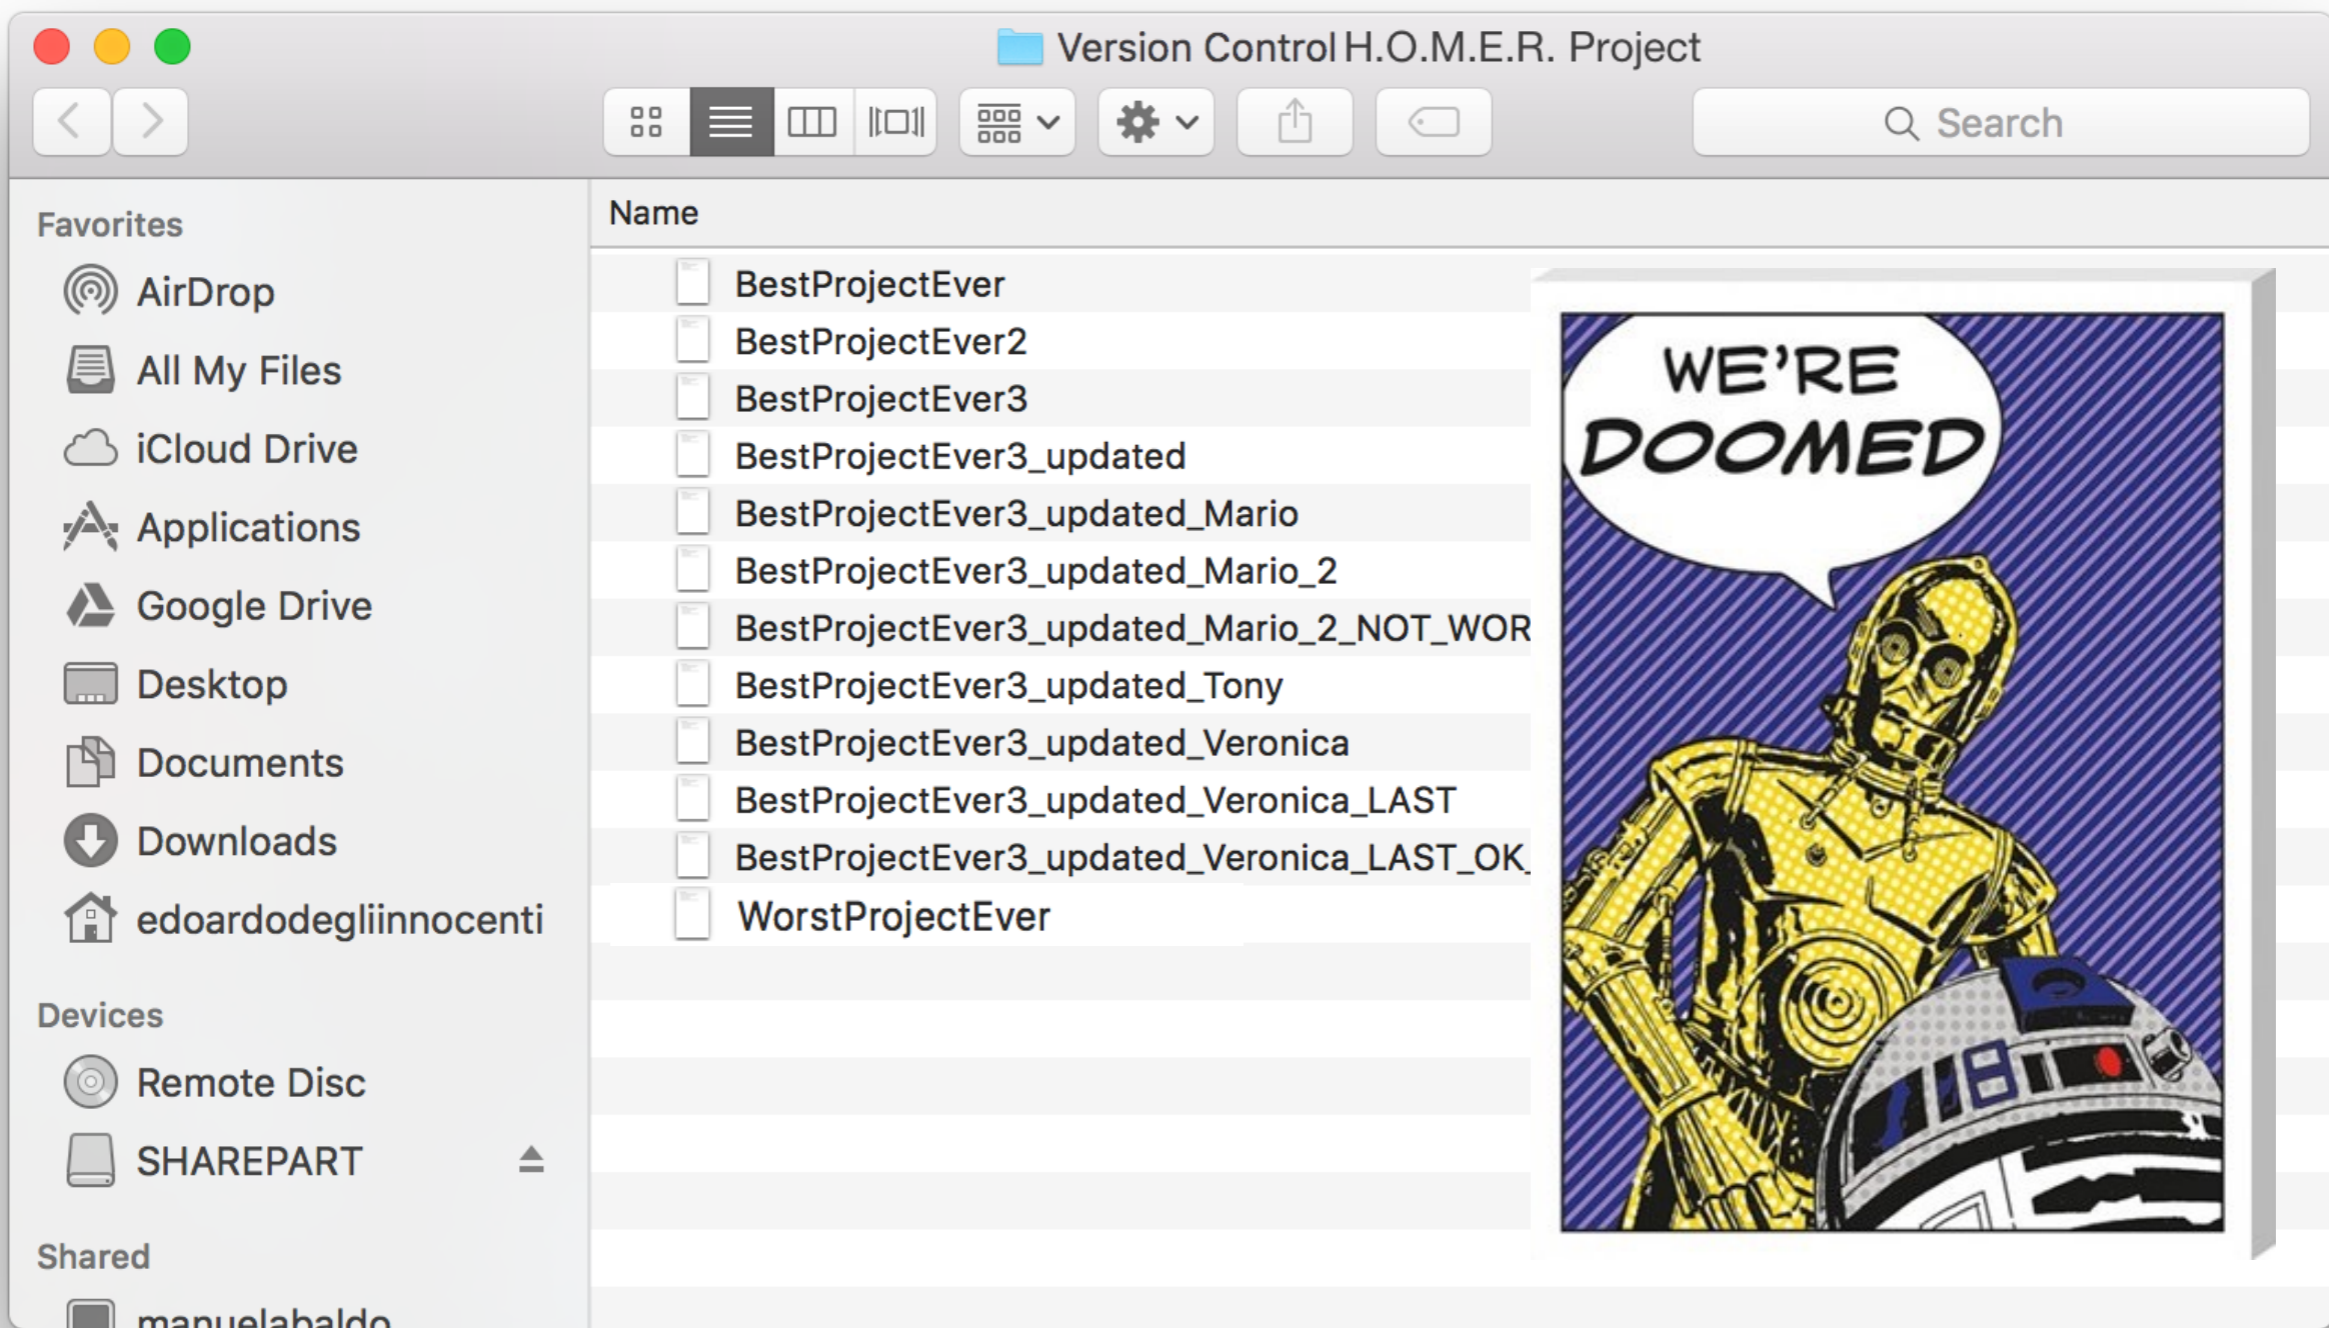 Version Control H.O.M.E.R. Project
Search
Favorites
AirDrop
All My Files
iCloud Drive
Applications
Google Drive
Desktop
Documents
Downloads
edoardodegliinnocenti
Devices
Remote Disc
SHAREPART
Shared
manuelabaldo
Name
BestProjectEver
BestProjectEver2
BestProjectEver3
BestProjectEver3_updated
BestProjectEver3_updated_Mario
BestProjectEver3_updated_Mario_2
BestProjectEver3_updated_Mario_2_NOT_WOR
BestProjectEver3_updated_Tony
BestProjectEver3_updated_Veronica
BestProjectEver3_updated_Veronica_LAST
BestProjectEver3_updated_Veronica_LAST_OK_
WorstProjectEver
WE'RE
DOOMED